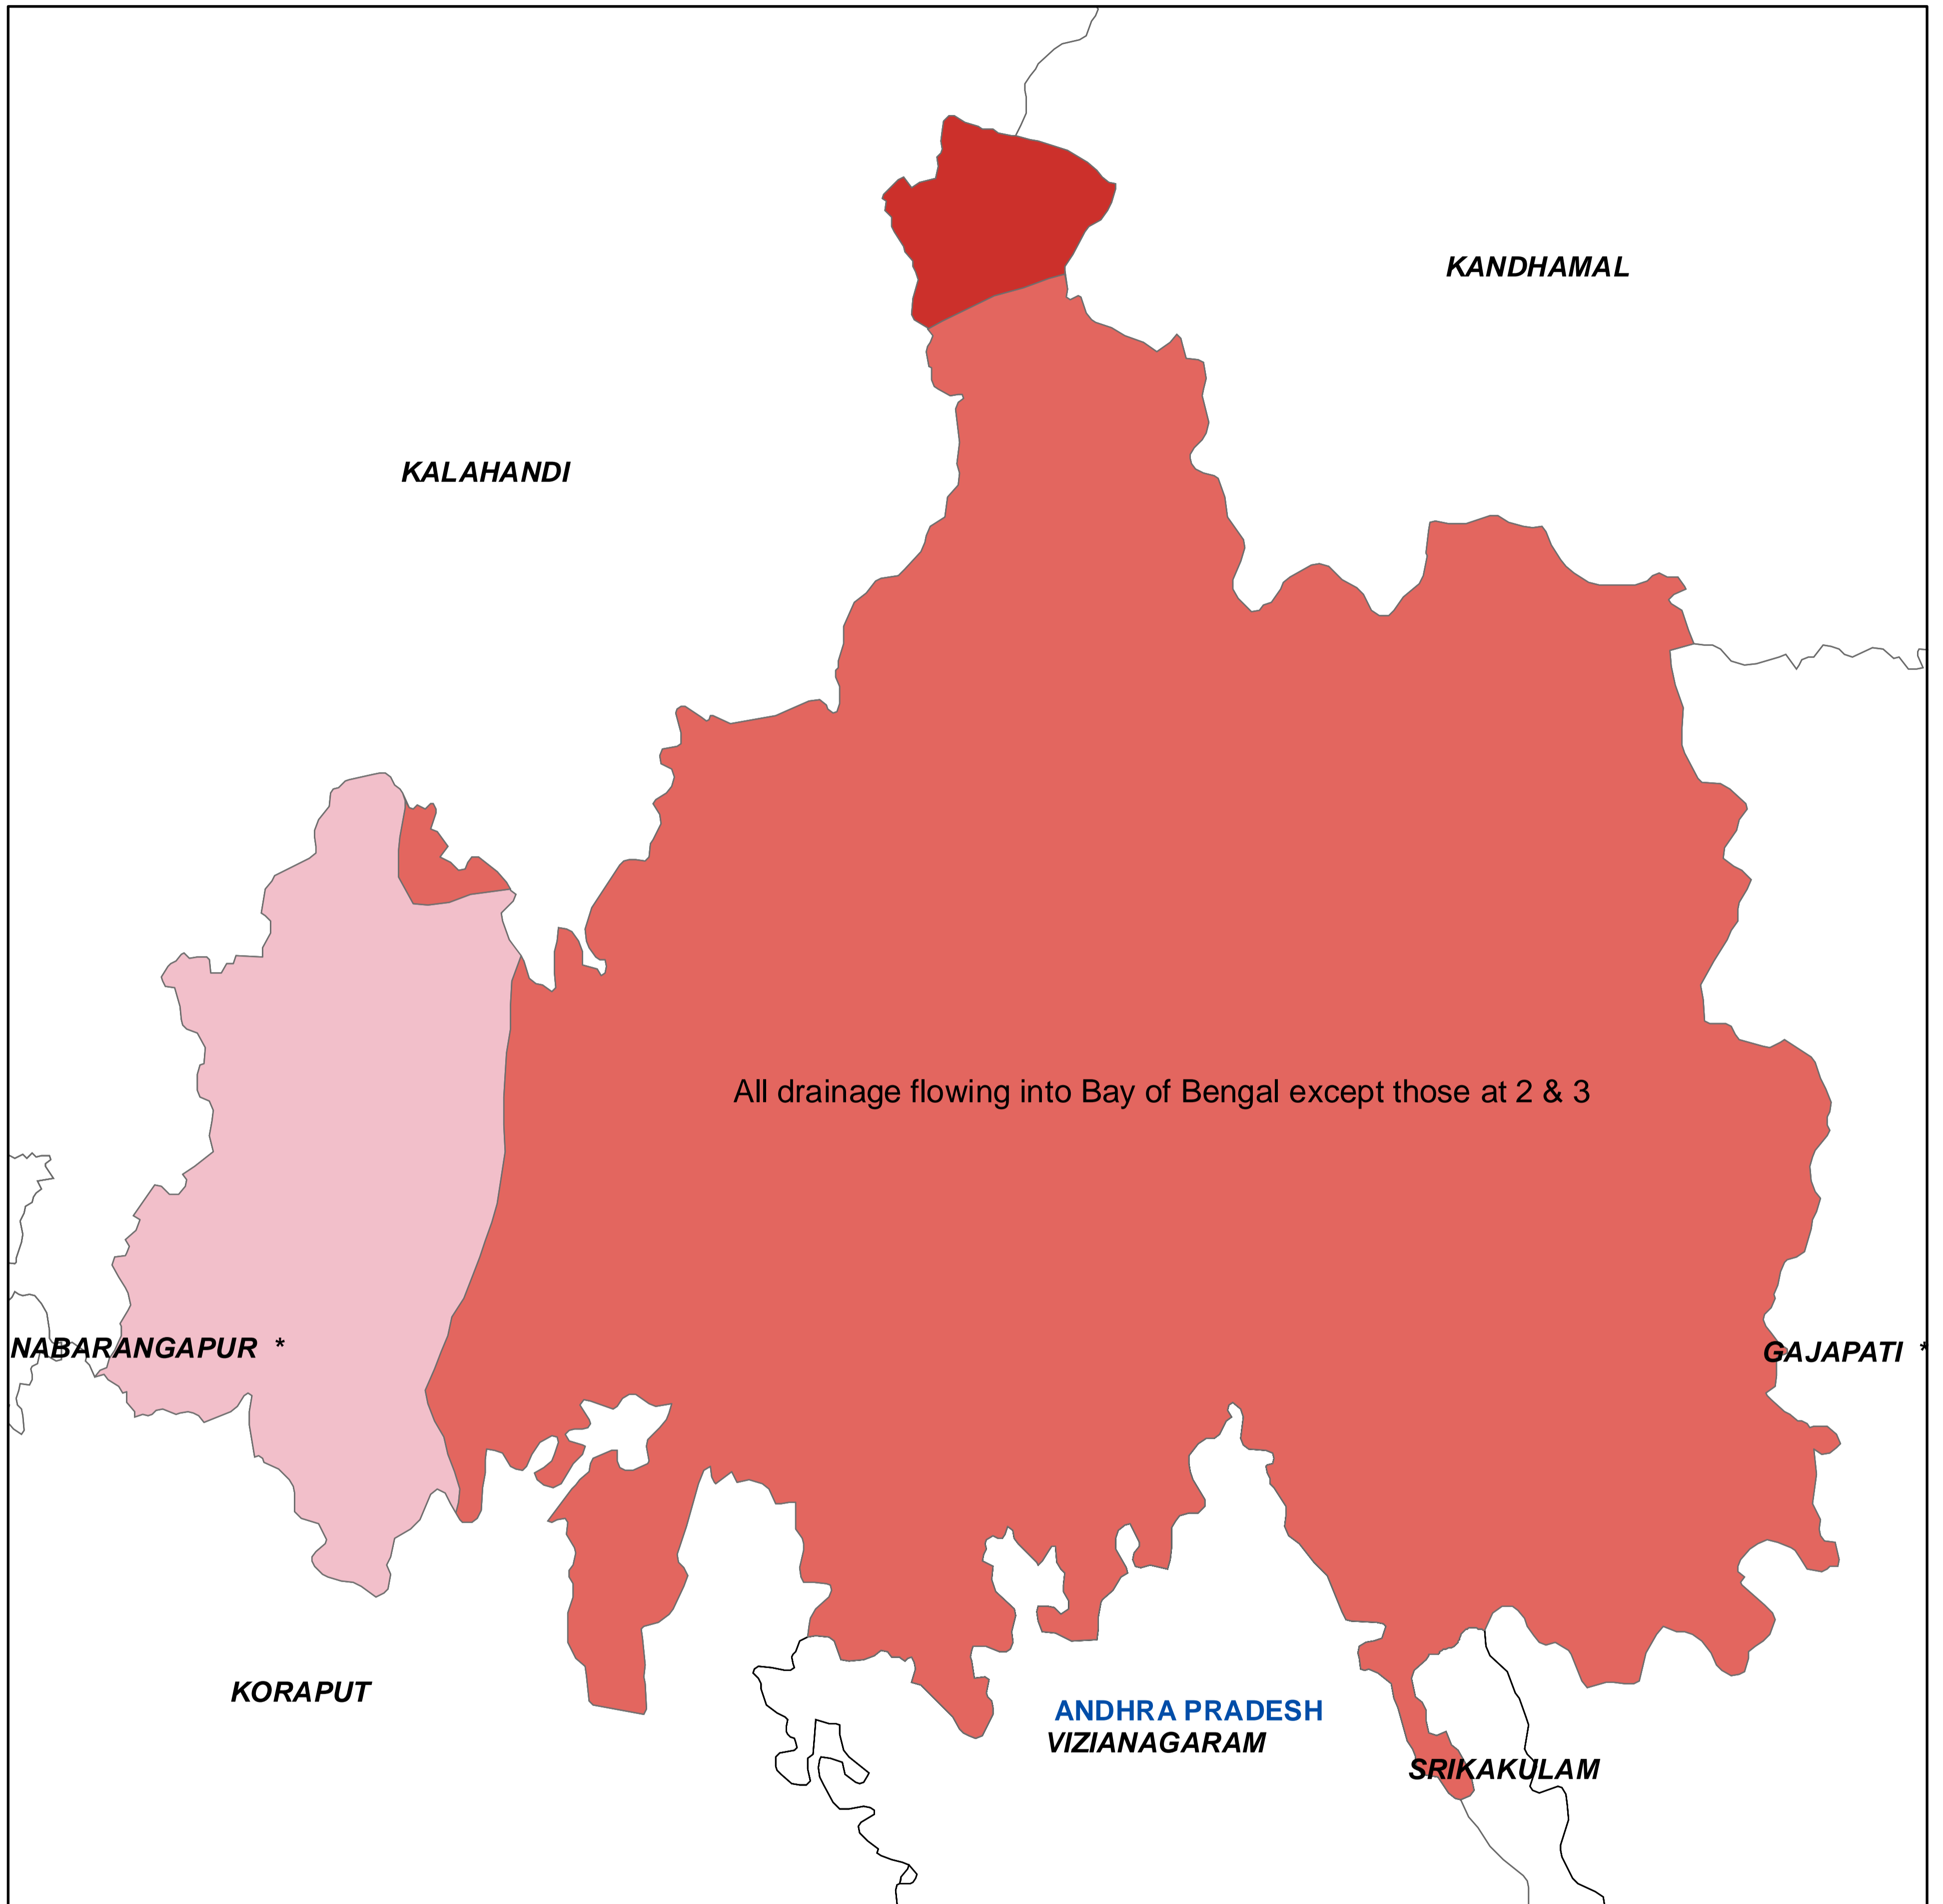 KANDHAMAL
KALAHANDI
All drainage flowing into Bay of Bengal except those at 2 & 3
NABARANGAPUR *
GAJAPATI *
KORAPUT
ANDHRA PRADESH
VIZIANAGARAM
SRIKAKULAM